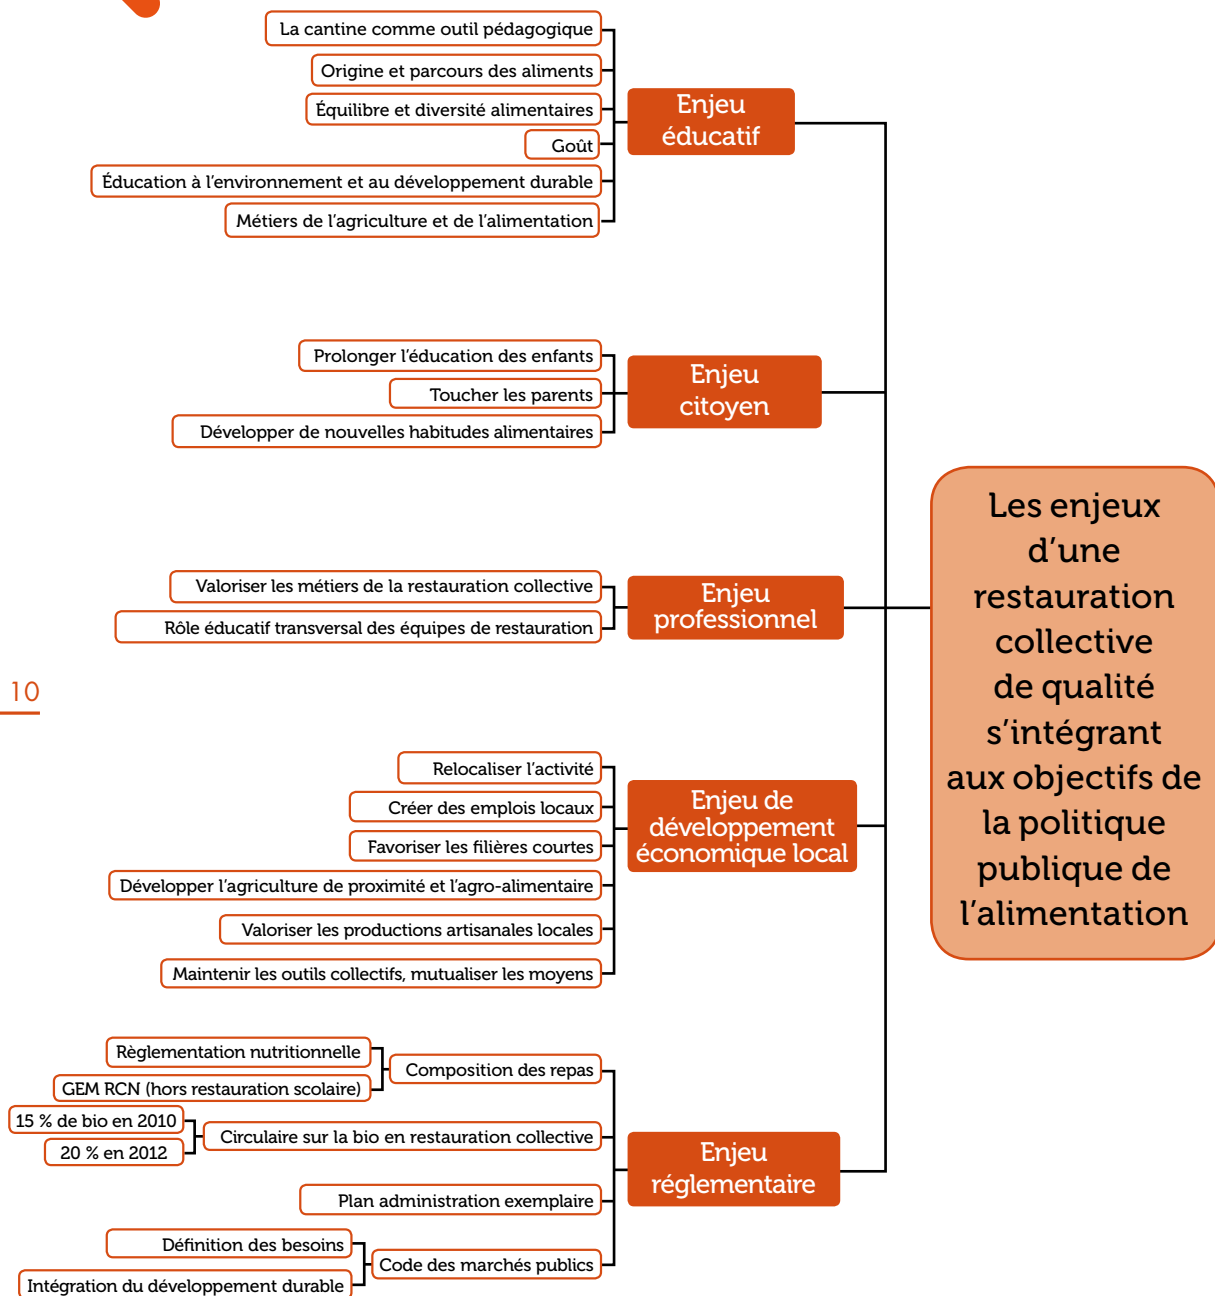 La cantine comme outil pédagogique
Origine et parcours des aliments
Équilibre et diversité alimentaires
Goût
Éducation à l'environnement et au développement durable
Métiers de l'agriculture et de l'alimentation
Enjeu
éducatif
Prolonger l'éducation des enfants
Toucher les parents
Développer de nouvelles habitudes alimentaires
Enjeu
citoyen
Valoriser les métiers de la restauration collective
Rôle éducatif transversal des équipes de restauration
Enjeu
professionnel
10
Relocaliser l'activité
Créer des emplois locaux
Favoriser les filières courtes
Développer l'agriculture de proximité et l'agro-alimentaire
Valoriser les productions artisanales locales
Maintenir les outils collectifs, mutualiser les moyens
Enjeu de
développement
économique local
Règlementation nutritionnelle
GEM RCN (hors restauration scolaire)
Composition des repas
15 % de bio en 2010
20 % en 2012
Circulaire sur la bio en restauration collective
Plan administration exemplaire
Définition des besoins
Intégration du développement durable
Code des marchés publics
Enjeu
réglementaire
Les enjeux
d'une
restauration
collective
de qualité
s'intégrant
aux objectifs de
la politique
publique de
l'alimentation